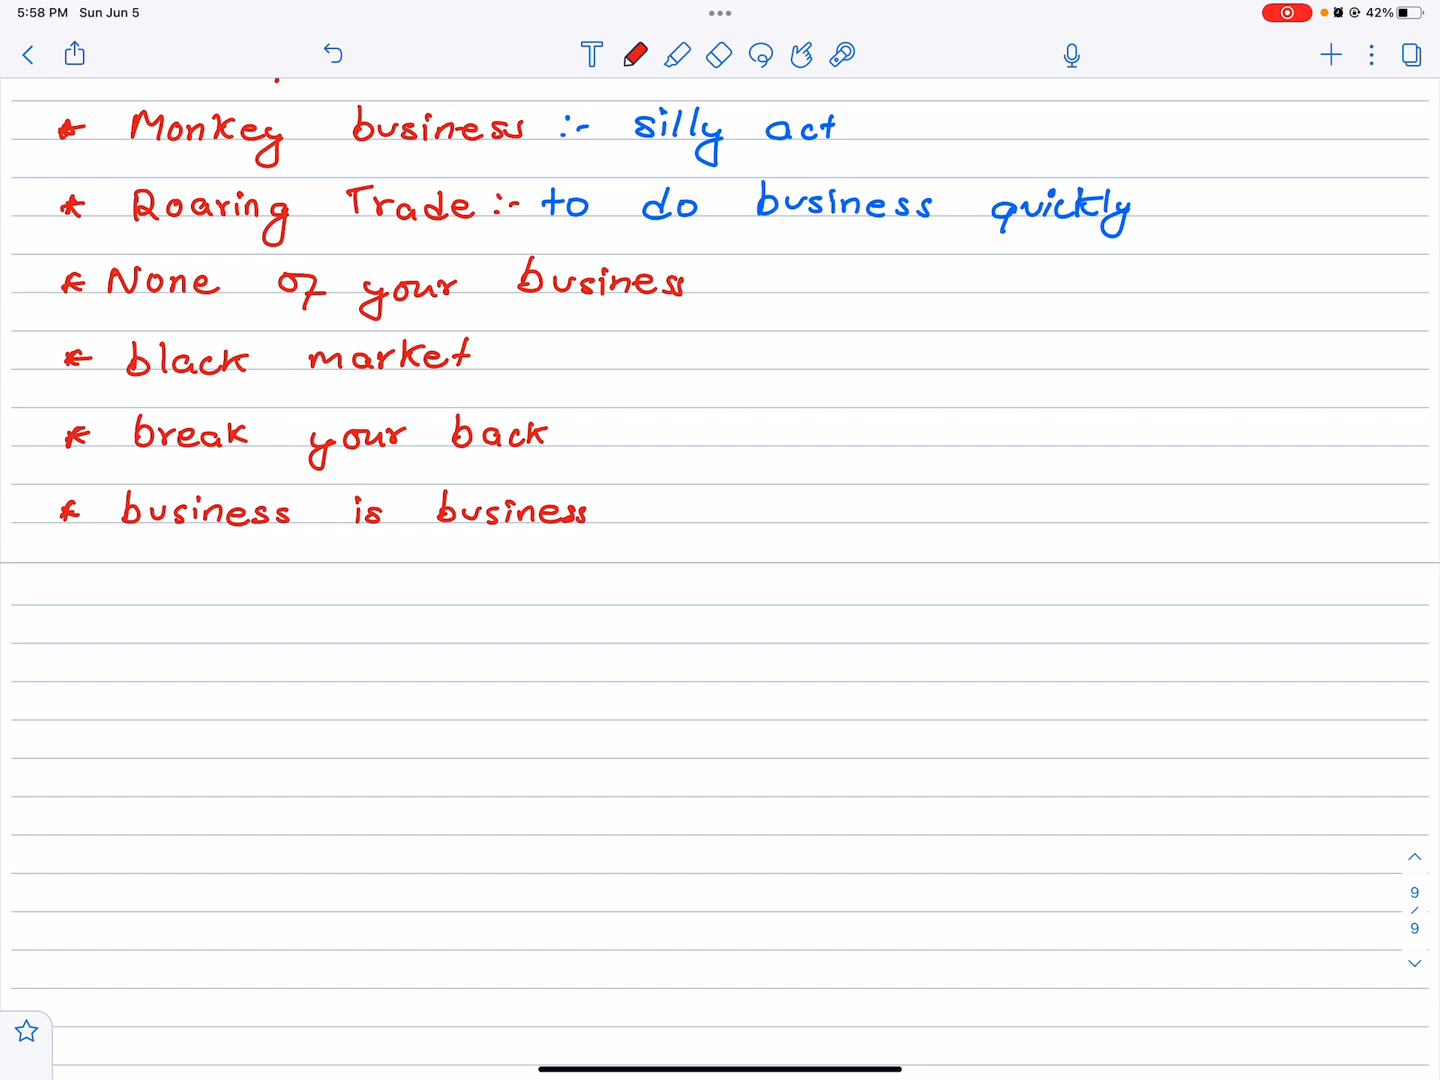 5:58 PM Sun Jun 5
42%
* Monkey business :- silly act
* Roaring Trade :- to do business quickly
* None of your business
* black market
* break your back
* business is business
9
/
9